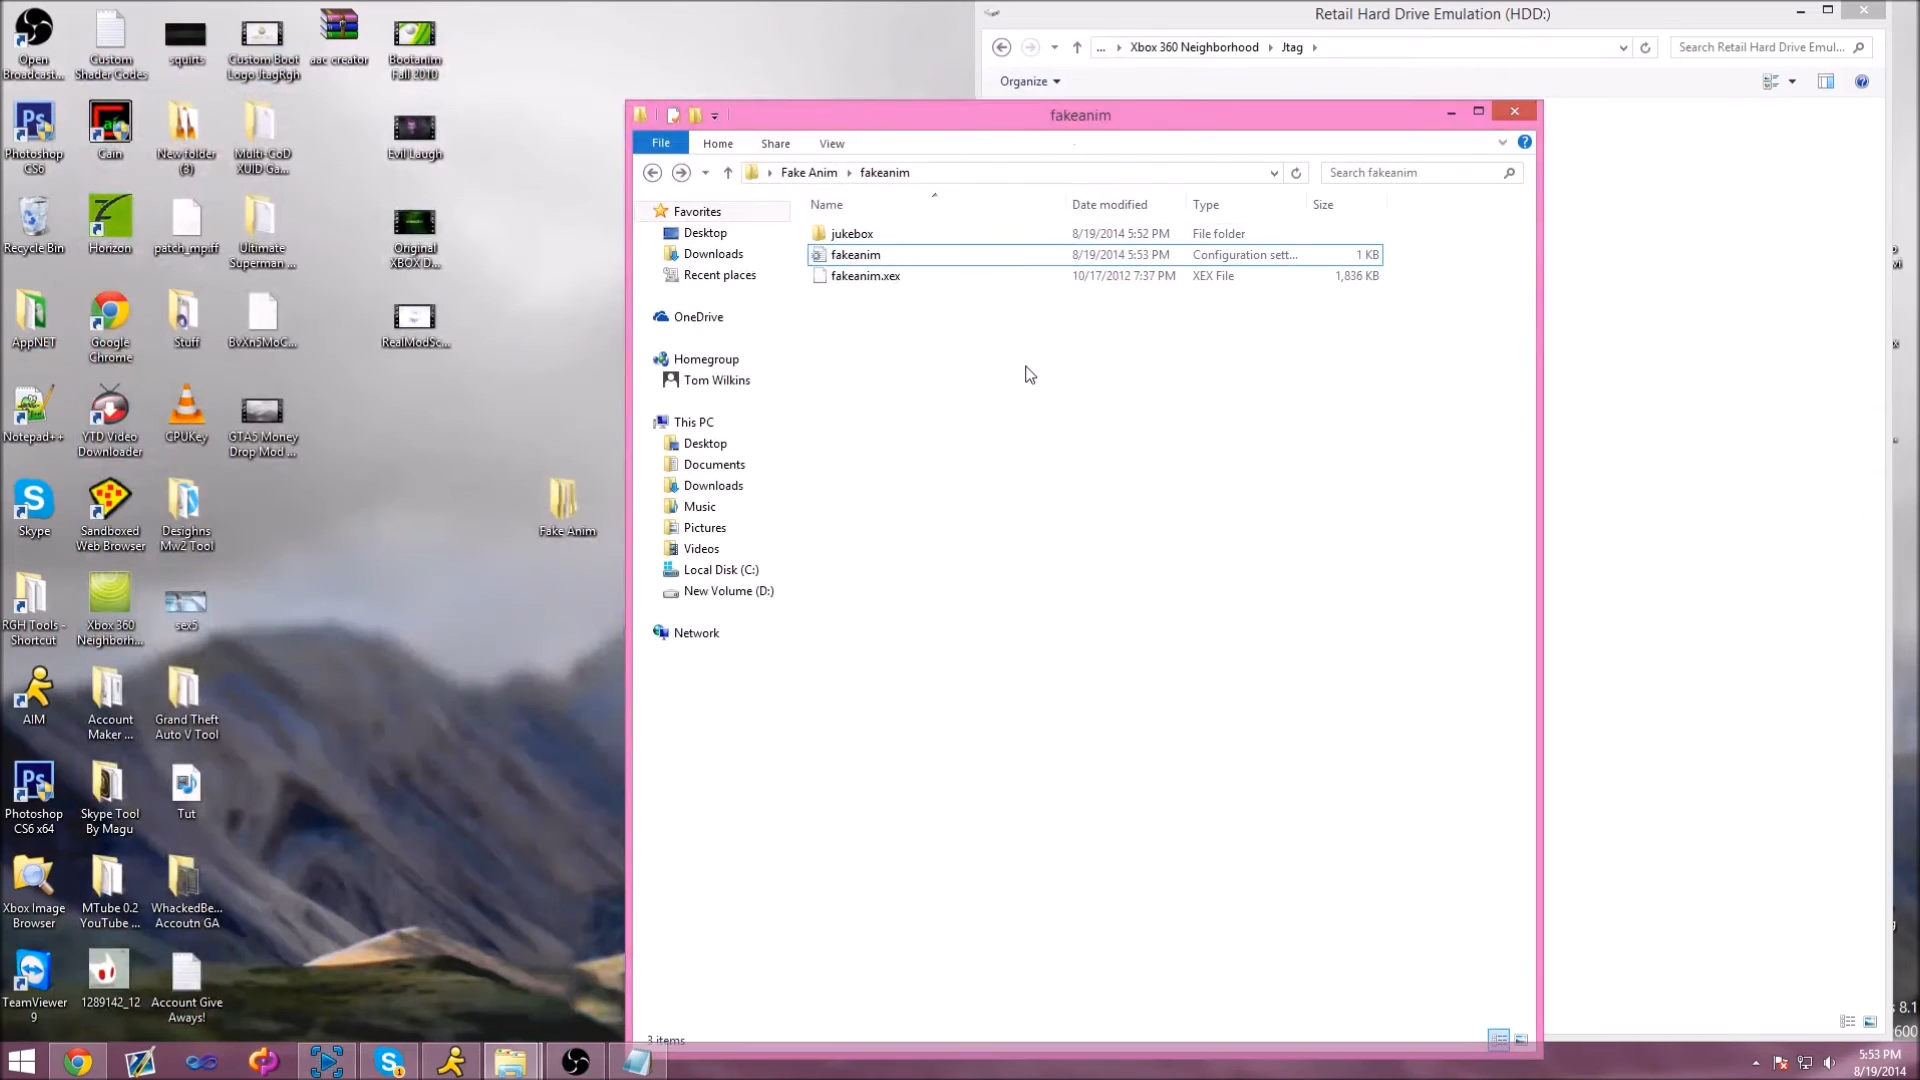 Open
Broadcast...
Custom
Shader Codes
squirts
Custom Boot
Logo JtagRgh
aac creator
Bootanim
Fall 2010
Photoshop
CS6
Cain
New folder
(3)
Multi-CoD
XUID Ga...
Evil Laugh
Recycle Bin
Horizon
patch_mp.ff
Ultimate
Superman ...
Original
XBOX D...
AppNET
Google
Chrome
Stuff
BvXn5MoC...
RealModSc...
Notepad++
YTD Video
Downloader
CPUKey
GTA5 Money
Drop Mod ...
Skype
Sandboxed
Web Browser
Desighns
Mw2 Tool
Fake Anim
RGH Tools -
Shortcut
Xbox 360
Neighborh...
sex5
AIM
Account
Maker ...
Grand Theft
Auto V Tool
Photoshop
CS6 x64
Skype Tool
By Magu
Tut
Xbox Image
Browser
MTube 0.2
YouTube ...
WhackedBe...
Accoutn GA
TeamViewer
9
1289142_12
Account Give
Aways!
Retail Hard Drive Emulation (HDD:)
... Xbox 360 Neighborhood Jtag
Search Retail Hard Drive Emul...
Organize
fakeanim
File Home Share View
Fake Anim fakeanim
Search fakeanim
Name Date modified Type Size
jukebox 8/19/2014 5:52 PM File folder
fakeanim 8/19/2014 5:53 PM Configuration sett... 1 KB
fakeanim.xex 10/17/2012 7:37 PM XEX File 1,836 KB
Favorites
Desktop
Downloads
Recent places
OneDrive
Homegroup
Tom Wilkins
This PC
Desktop
Documents
Downloads
Music
Pictures
Videos
Local Disk (C:)
New Volume (D:)
Network
3 items
s 8.1
9600
5:53 PM
8/19/2014